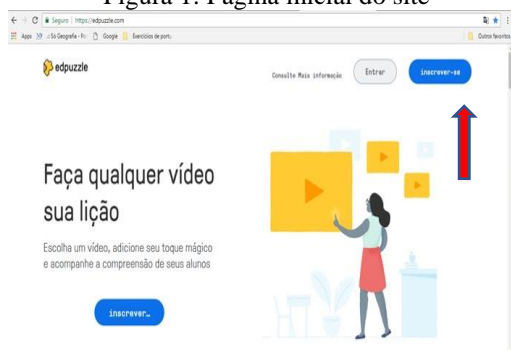 Figura 1: Página inicial do site
Seguro | https://edpuzzle.com
Apps
Só Geografia - Po
Google
Exercícios de portu
Outros favoritos
edpuzzle
Consulte Mais informação
Entrar
inscrever-se
Faça qualquer vídeo
sua lição
Escolha um vídeo, adicione seu toque mágico
e acompanhe a compreensão de seus alunos
inscrever…